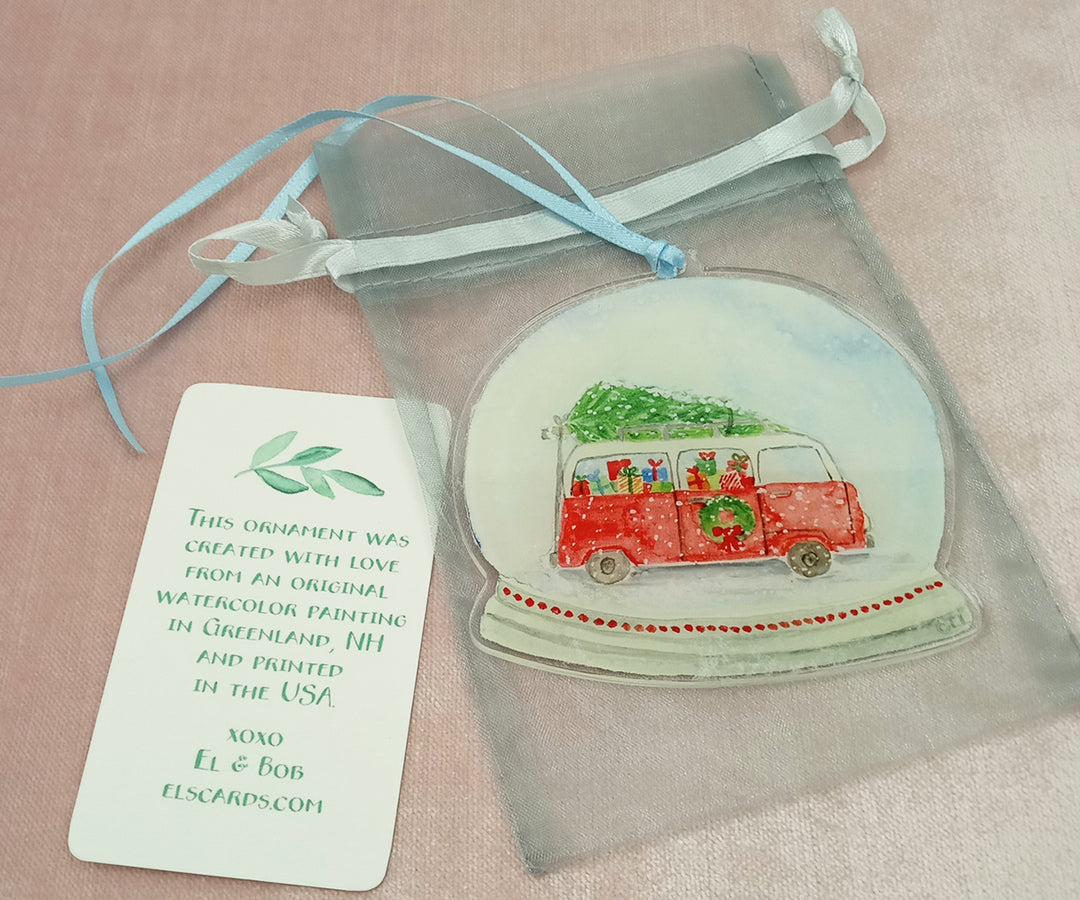 This ornament was
created with love
from an original
watercolor painting
in Greenland, NH
and printed
in the USA.
xoxo
El & Bob
elscards.com